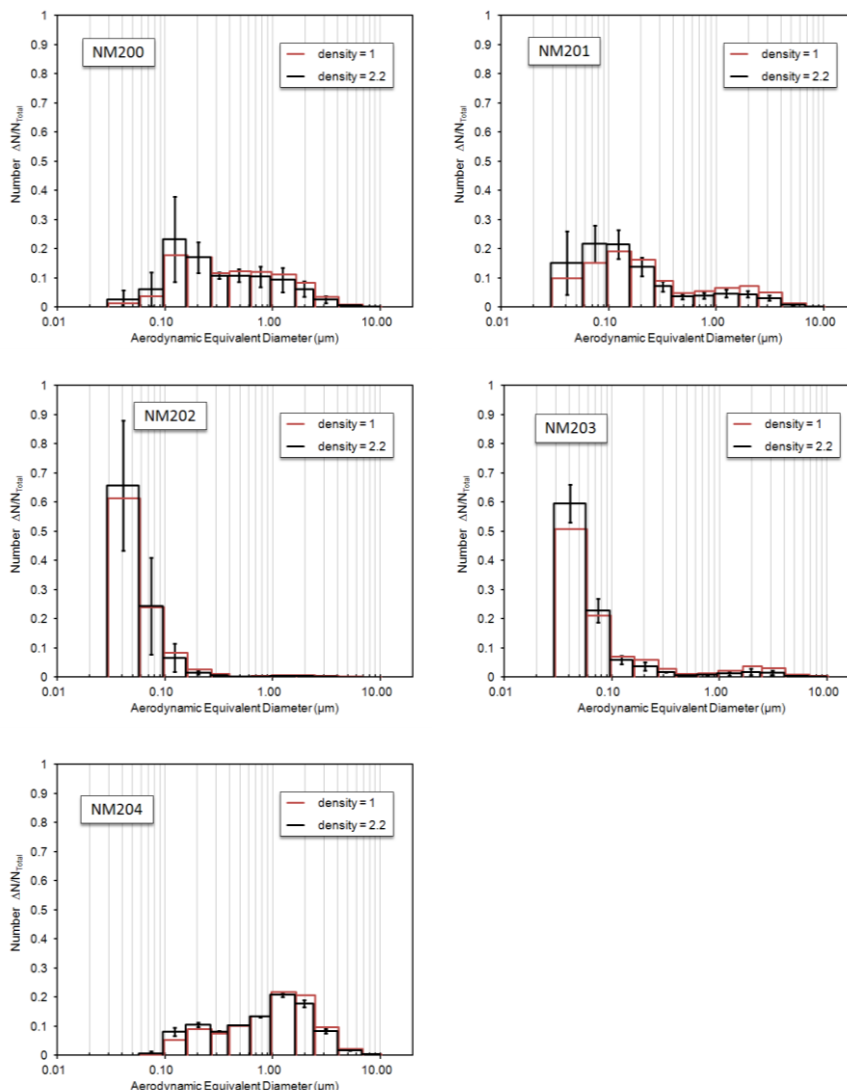 NM200
density = 1
density = 2.2
Number ΔN/N_Total
1
0.9
0.8
0.7
0.6
0.5
0.4
0.3
0.2
0.1
0
0.01 0.10 1.00 10.00
Aerodynamic Equivalent Diameter (µm)
NM201
density = 1
density = 2.2
Number ΔN/N_Total
1
0.9
0.8
0.7
0.6
0.5
0.4
0.3
0.2
0.1
0
0.01 0.10 1.00 10.00
Aerodynamic Equivalent Diameter (µm)
NM202
density = 1
density = 2.2
Number ΔN/N_Total
1
0.9
0.8
0.7
0.6
0.5
0.4
0.3
0.2
0.1
0
0.01 0.10 1.00 10.00
Aerodynamic Equivalent Diameter (µm)
NM203
density = 1
density = 2.2
Number ΔN/N_Total
1
0.9
0.8
0.7
0.6
0.5
0.4
0.3
0.2
0.1
0
0.01 0.10 1.00 10.00
Aerodynamic Equivalent Diameter (µm)
NM204
density = 1
density = 2.2
Number ΔN/N_Total
1
0.9
0.8
0.7
0.6
0.5
0.4
0.3
0.2
0.1
0
0.01 0.10 1.00 10.00
Aerodynamic Equivalent Diameter (µm)